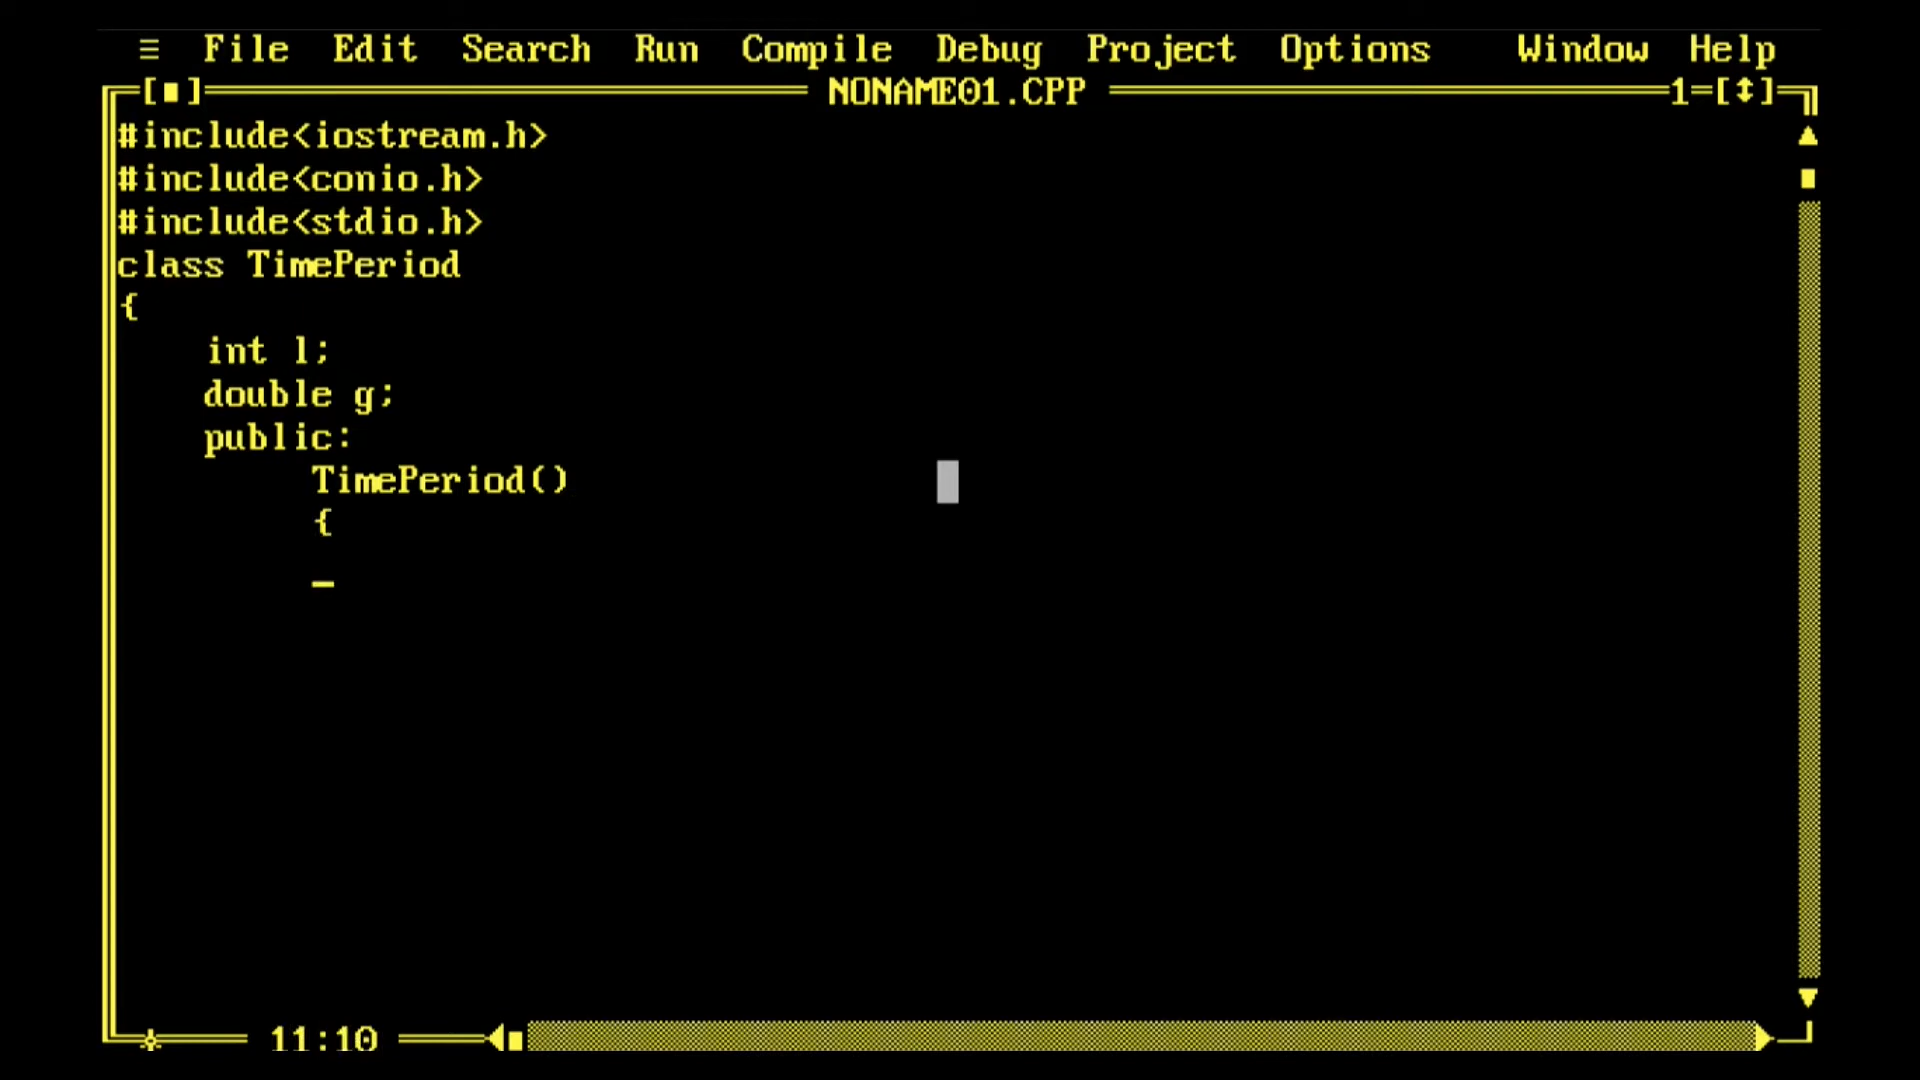 ≡ File Edit Search Run Compile Debug Project Options Window Help
[■] NONAME01.CPP 1=[↕]
#include<iostream.h>
#include<conio.h>
#include<stdio.h>
class TimePeriod
{
    int l;
    double g;
    public:
         TimePeriod()
         {
         _
11:10